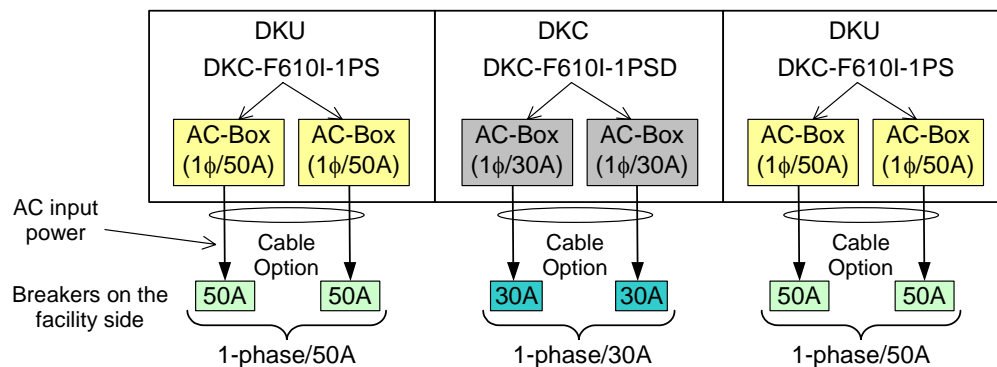 DKU
DKC
DKU
DKC-F610I-1PS
DKC-F610I-1PSD
DKC-F610I-1PS
AC-Box
(1ϕ/50A)
AC-Box
(1ϕ/50A)
AC-Box
(1ϕ/30A)
AC-Box
(1ϕ/30A)
AC-Box
(1ϕ/50A)
AC-Box
(1ϕ/50A)
AC input
power
Cable
Option
Cable
Option
Cable
Option
Breakers on the
facility side
50A
50A
30A
30A
50A
50A
1-phase/50A
1-phase/30A
1-phase/50A